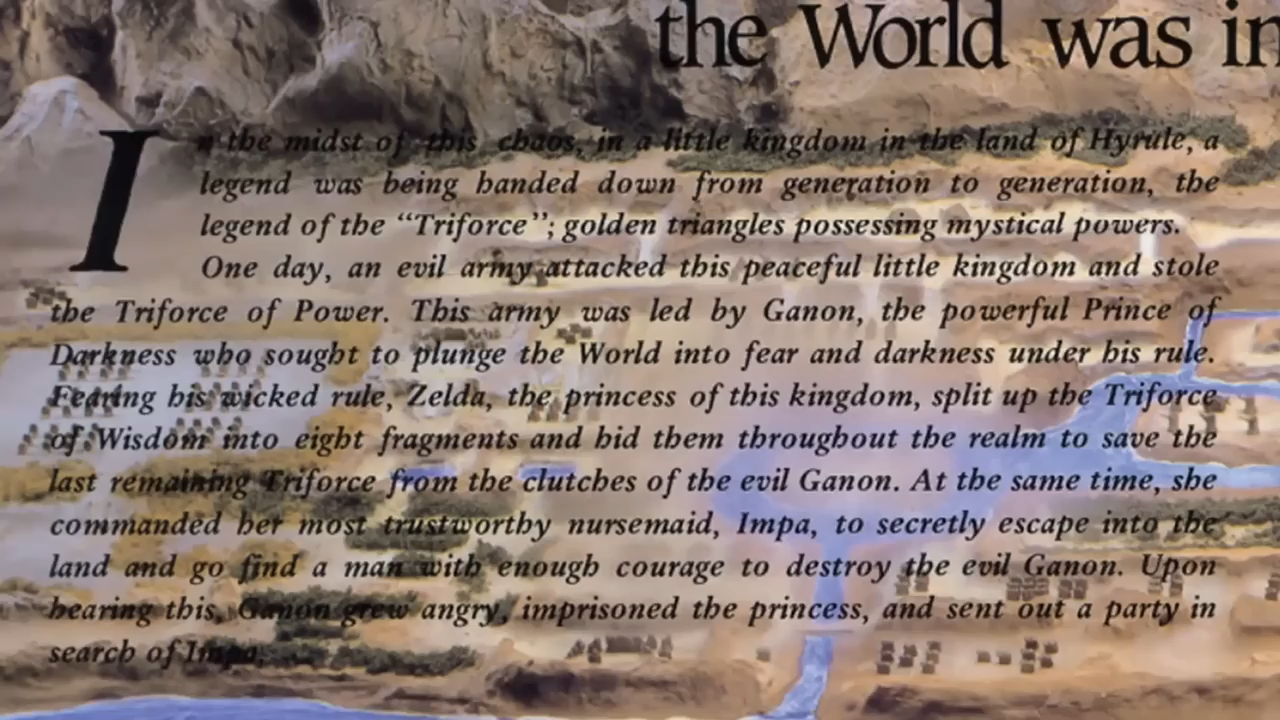 the World was in
In the midst of this chaos, in a little kingdom in the land of Hyrule, a
legend was being handed down from generation to generation, the
legend of the “Triforce”; golden triangles possessing mystical powers.
One day, an evil army attacked this peaceful little kingdom and stole
the Triforce of Power. This army was led by Ganon, the powerful Prince of
Darkness who sought to plunge the World into fear and darkness under his rule.
Fearing his wicked rule, Zelda, the princess of this kingdom, split up the Triforce
of Wisdom into eight fragments and hid them throughout the realm to save the
last remaining Triforce from the clutches of the evil Ganon. At the same time, she
commanded her most trustworthy nursemaid, Impa, to secretly escape into the
land and go find a man with enough courage to destroy the evil Ganon. Upon
hearing this, Ganon grew angry, imprisoned the princess, and sent out a party in
search of Impa.